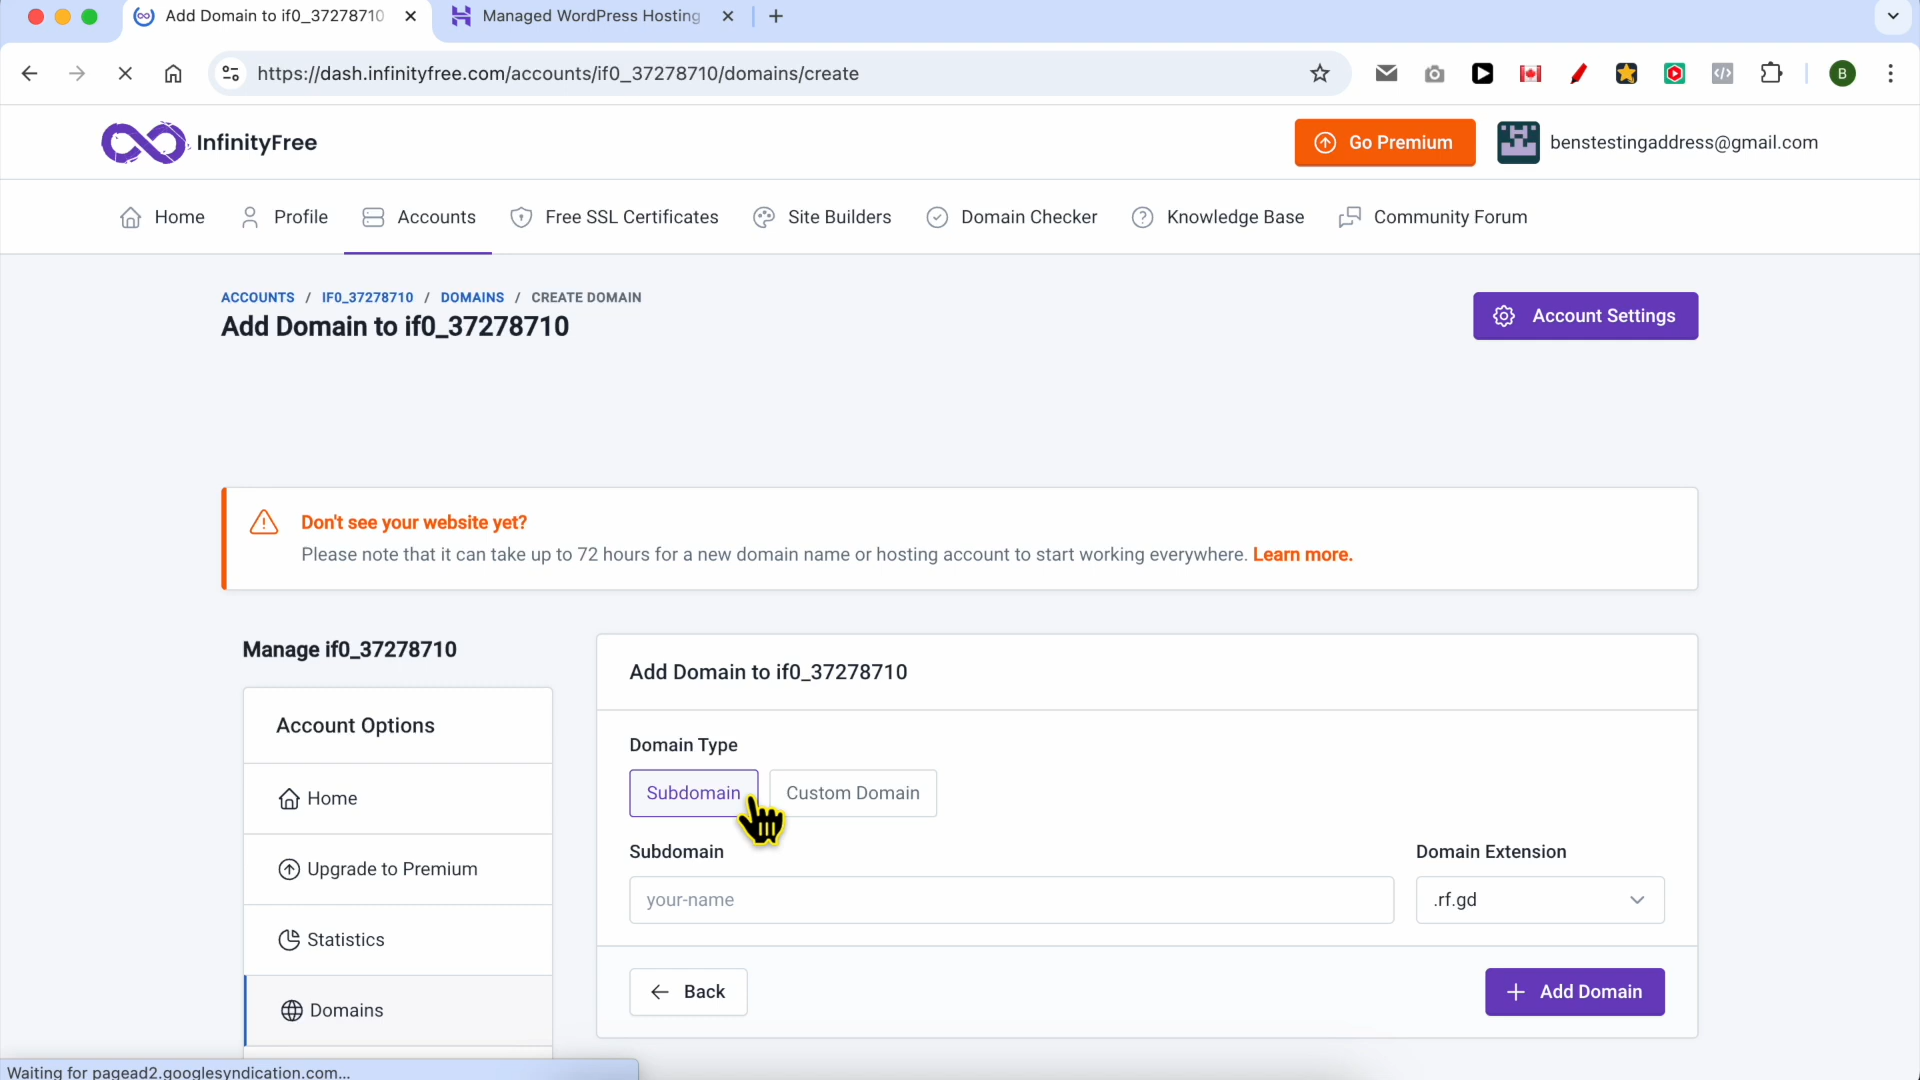 Add Domain to if0_37278710
Managed WordPress Hosting
https://dash.infinityfree.com/accounts/if0_37278710/domains/create
B
InfinityFree
Go Premium
benstestingaddress@gmail.com
Home
Profile
Accounts
Free SSL Certificates
Site Builders
Domain Checker
Knowledge Base
Community Forum
ACCOUNTS / IF0_37278710 / DOMAINS / CREATE DOMAIN
Add Domain to if0_37278710
Account Settings
Don't see your website yet?
Please note that it can take up to 72 hours for a new domain name or hosting account to start working everywhere. Learn more.
Manage if0_37278710
Account Options
Home
Upgrade to Premium
Statistics
Domains
Add Domain to if0_37278710
Domain Type
Subdomain
Custom Domain
Subdomain
Domain Extension
your-name
.rf.gd
Back
Add Domain
Waiting for pagead2.googlesyndication.com...